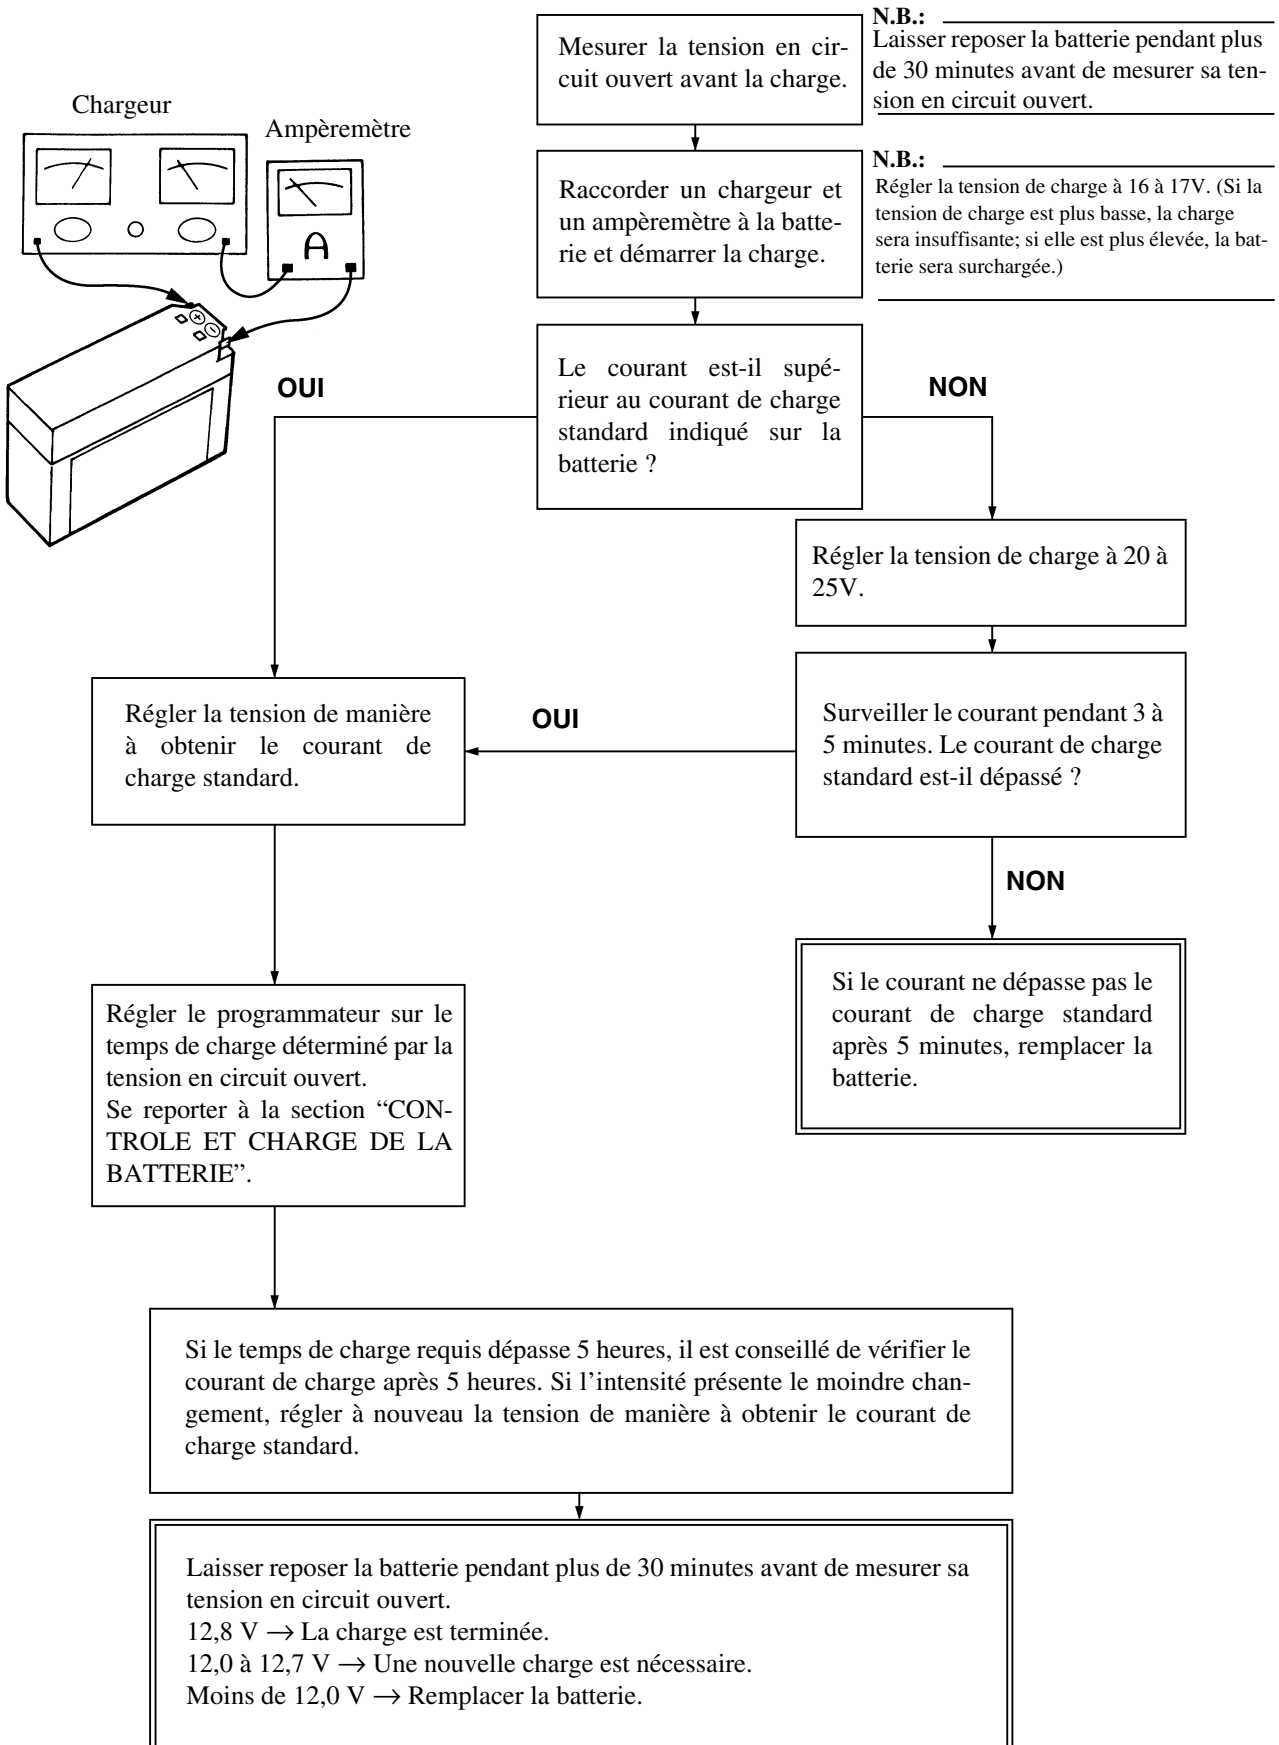 Mesurer la tension en cir-
cuit ouvert avant la charge.
N.B.:
Laisser reposer la batterie pendant plus
de 30 minutes avant de mesurer sa ten-
sion en circuit ouvert.
Chargeur
Ampèremètre
A
Raccorder un chargeur et
un ampèremètre à la batte-
rie et démarrer la charge.
N.B.:
Régler la tension de charge à 16 à 17V. (Si la
tension de charge est plus basse, la charge
sera insuffisante; si elle est plus élevée, la bat-
terie sera surchargée.)
Le courant est-il supé-
rieur au courant de charge
standard indiqué sur la
batterie ?
OUI
NON
Régler la tension de charge à 20 à
25V.
Surveiller le courant pendant 3 à
5 minutes. Le courant de charge
standard est-il dépassé ?
OUI
Régler la tension de manière
à obtenir le courant de
charge standard.
NON
Si le courant ne dépasse pas le
courant de charge standard
après 5 minutes, remplacer la
batterie.
Régler le programmateur sur le
temps de charge déterminé par la
tension en circuit ouvert.
Se reporter à la section “CON-
TROLE ET CHARGE DE LA
BATTERIE”.
Si le temps de charge requis dépasse 5 heures, il est conseillé de vérifier le
courant de charge après 5 heures. Si l’intensité présente le moindre chan-
gement, régler à nouveau la tension de manière à obtenir le courant de
charge standard.
Laisser reposer la batterie pendant plus de 30 minutes avant de mesurer sa
tension en circuit ouvert.
12,8 V → La charge est terminée.
12,0 à 12,7 V → Une nouvelle charge est nécessaire.
Moins de 12,0 V → Remplacer la batterie.